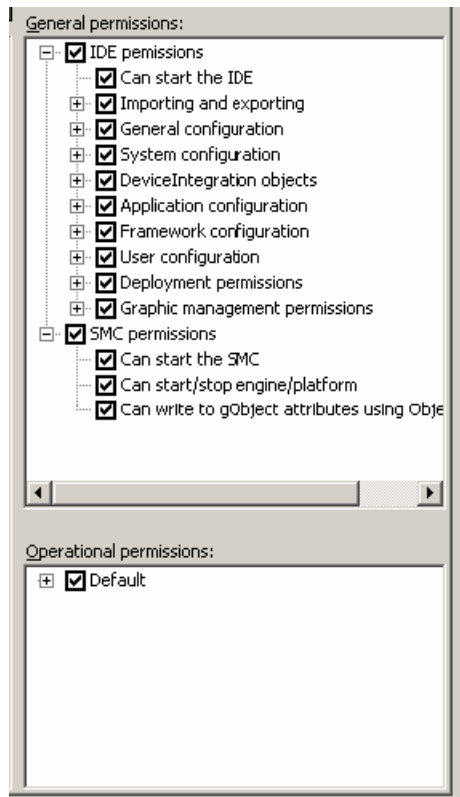 General permissions:
IDE pemissions
Can start the IDE
Importing and exporting
General configuration
System configuration
DeviceIntegration objects
Application configuration
Framework configuration
User configuration
Deployment permissions
Graphic management permissions
SMC permissions
Can start the SMC
Can start/stop engine/platform
Can write to gObject attributes using Obje
Operational permissions:
Default